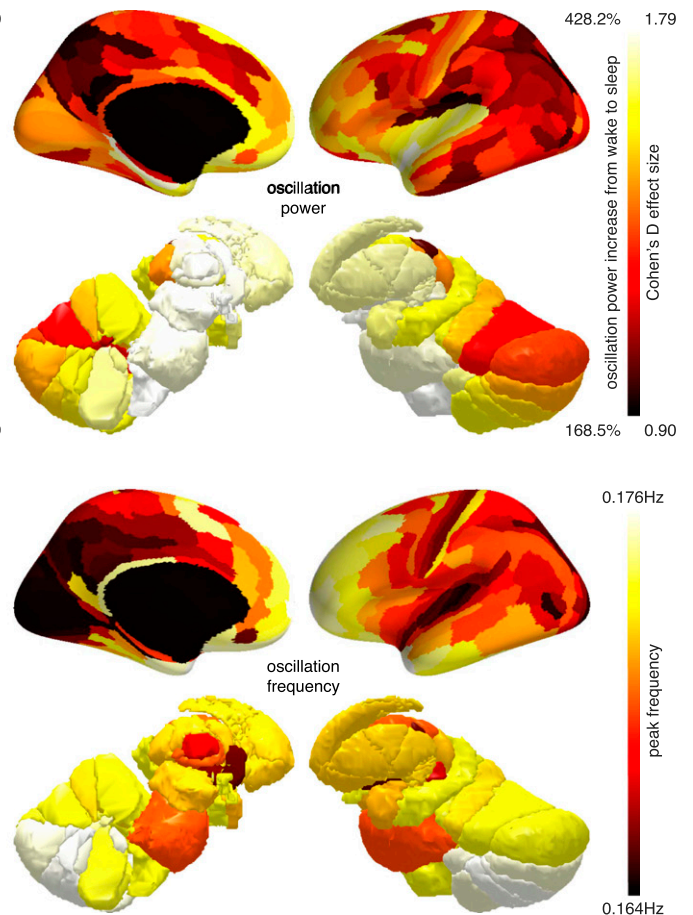 428.2% 1.79
oscillation power increase from wake to sleep
Cohen's D effect size
oscillation
power
168.5% 0.90
0.176Hz
oscillation
frequency
peak frequency
0.164Hz